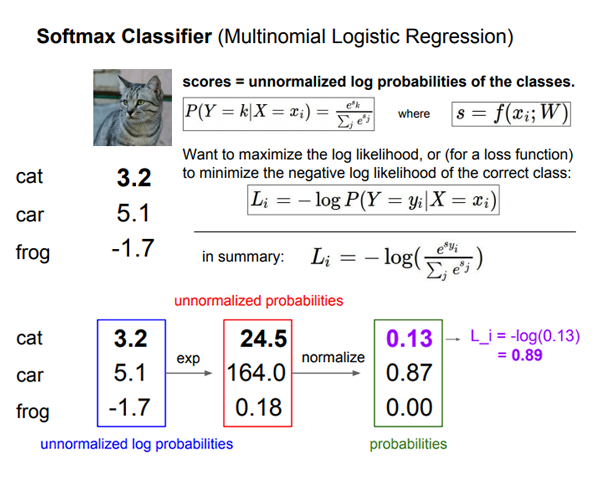 Softmax Classifier (Multinomial Logistic Regression)
scores = unnormalized log probabilities of the classes.
P(Y = k|X = x_i) = \frac{e^{s_k}}{\sum_j e^{s_j}} where s = f(x_i; W)
Want to maximize the log likelihood, or (for a loss function)
to minimize the negative log likelihood of the correct class:
cat 3.2
L_i = − log P(Y = y_i|X = x_i)
car 5.1
frog -1.7
in summary: L_i = − log(\frac{e^{s_{y_i}}}{\sum_j e^{s_j}})
unnormalized probabilities
cat 3.2 24.5 0.13 → L_i = -log(0.13)
= 0.89
exp normalize
car 5.1 164.0 0.87
frog -1.7 0.18 0.00
unnormalized log probabilities probabilities